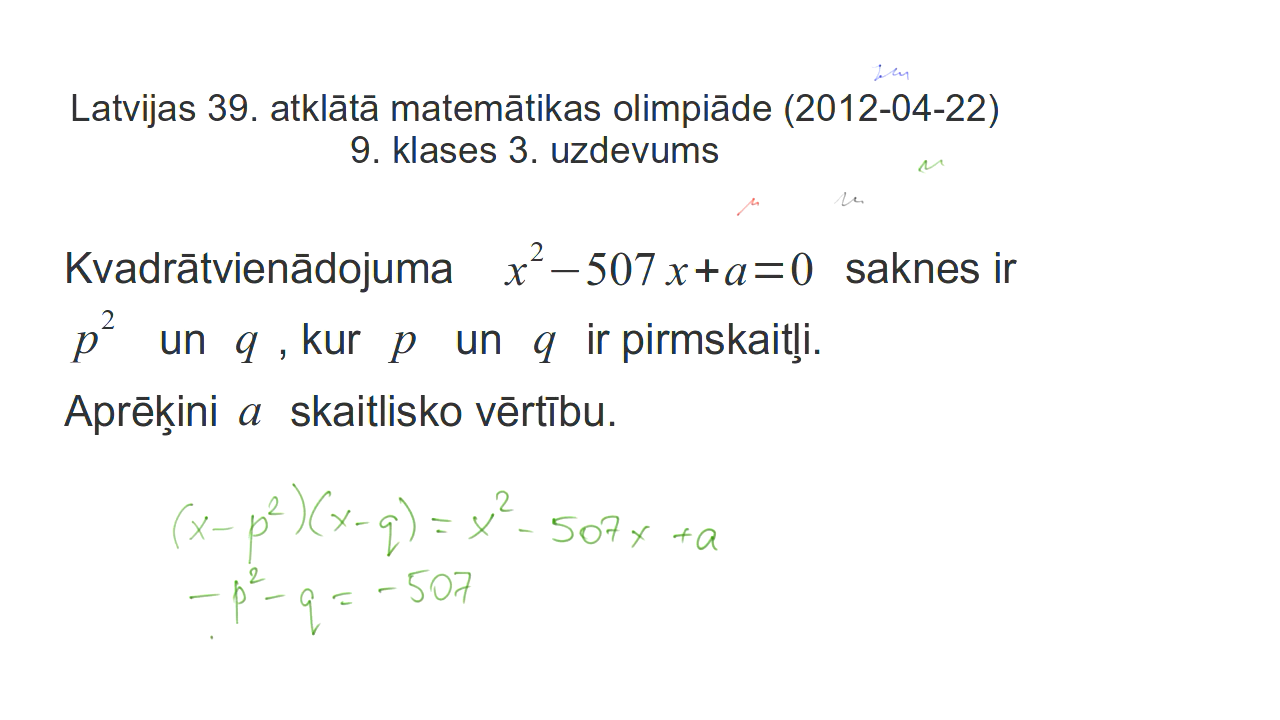 Latvijas 39. atklātā matemātikas olimpiāde (2012-04-22)
9. klases 3. uzdevums
Kvadrātvienādojuma x²−507x+a=0 saknes ir
p² un q , kur p un q ir pirmskaitļi.
Aprēķini a skaitlisko vērtību.
(x-p²)(x-q) = x² - 507x +a
-p²-q = -507